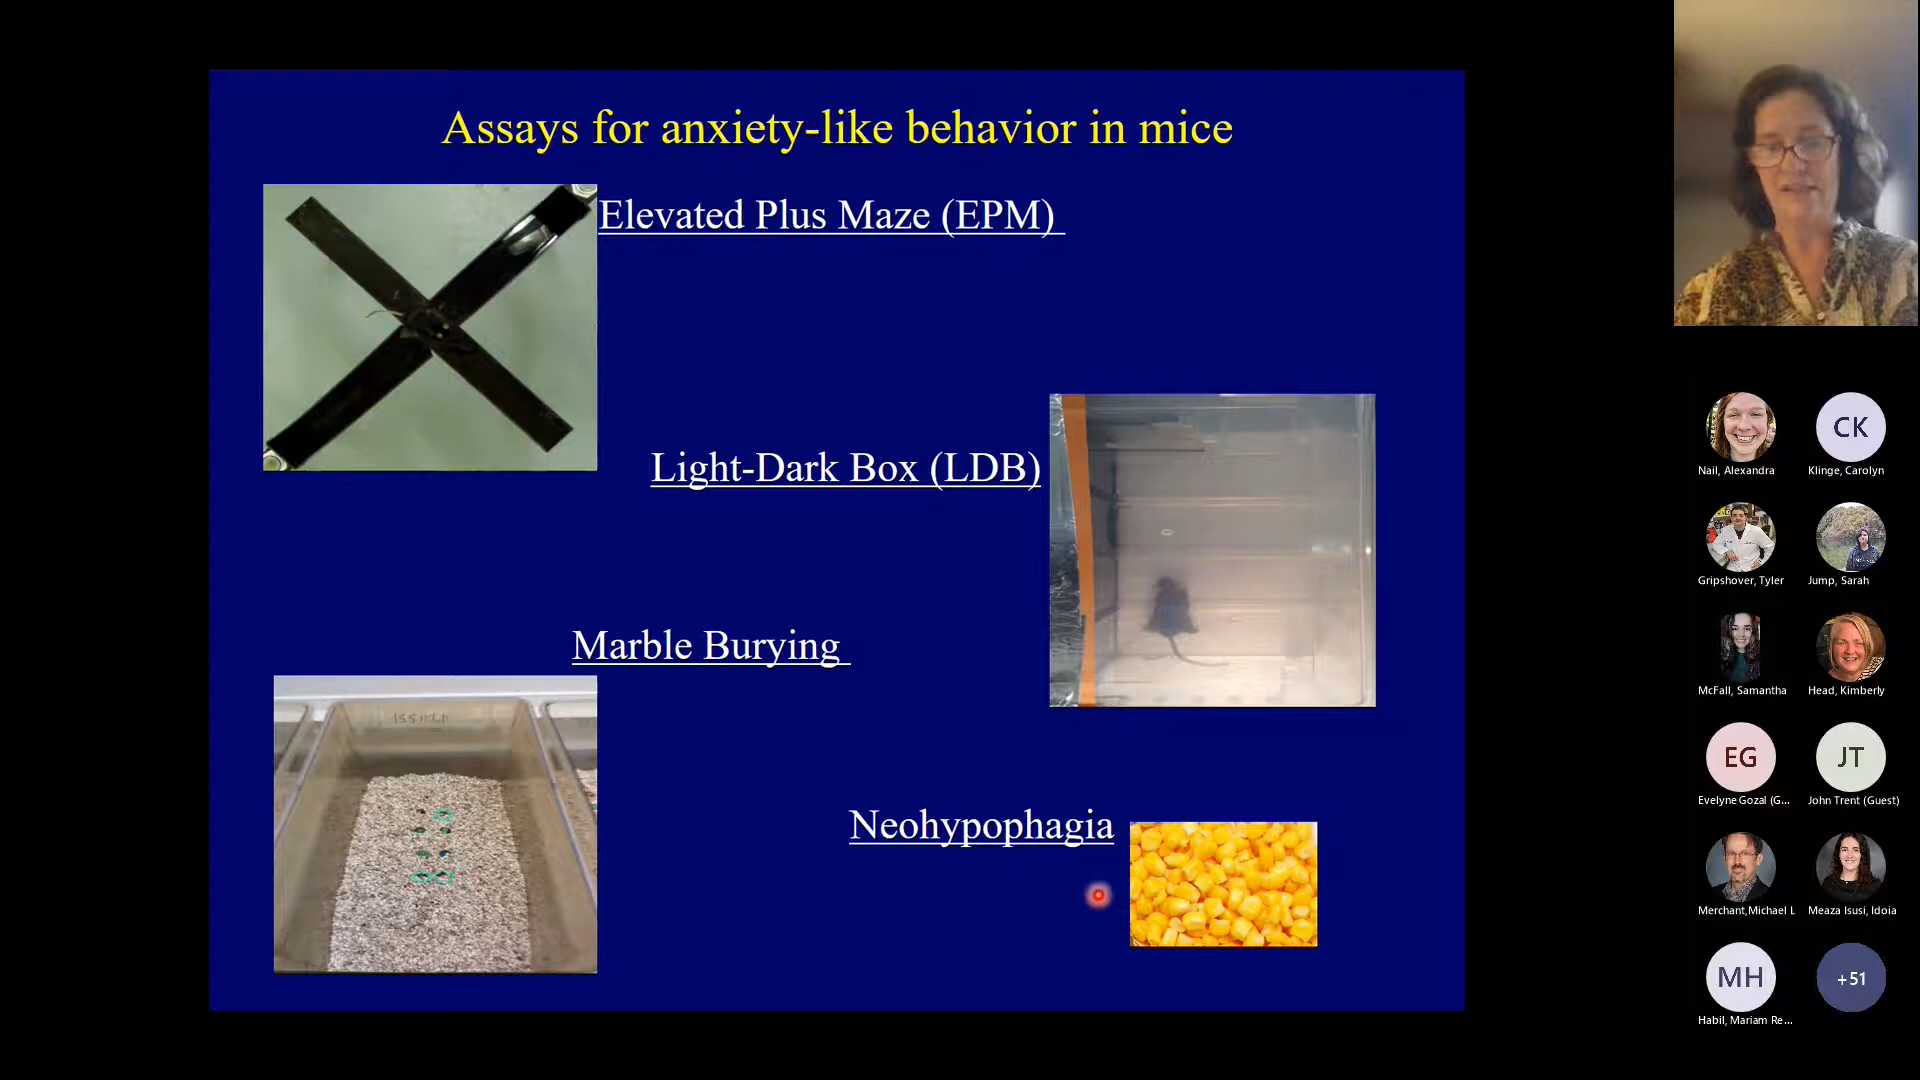 Assays for anxiety-like behavior in mice
Elevated Plus Maze (EPM)
Light-Dark Box (LDB)
Marble Burying
Neohypophagia
Nail, Alexandra
CK
Klinge, Carolyn
Gripshover, Tyler
Jump, Sarah
McFall, Samantha
Head, Kimberly
EG
Evelyne Gozal (G...
JT
John Trent (Guest)
Merchant,Michael L
Meaza Isusi, Idoia
MH
Habil, Mariam Re...
+51